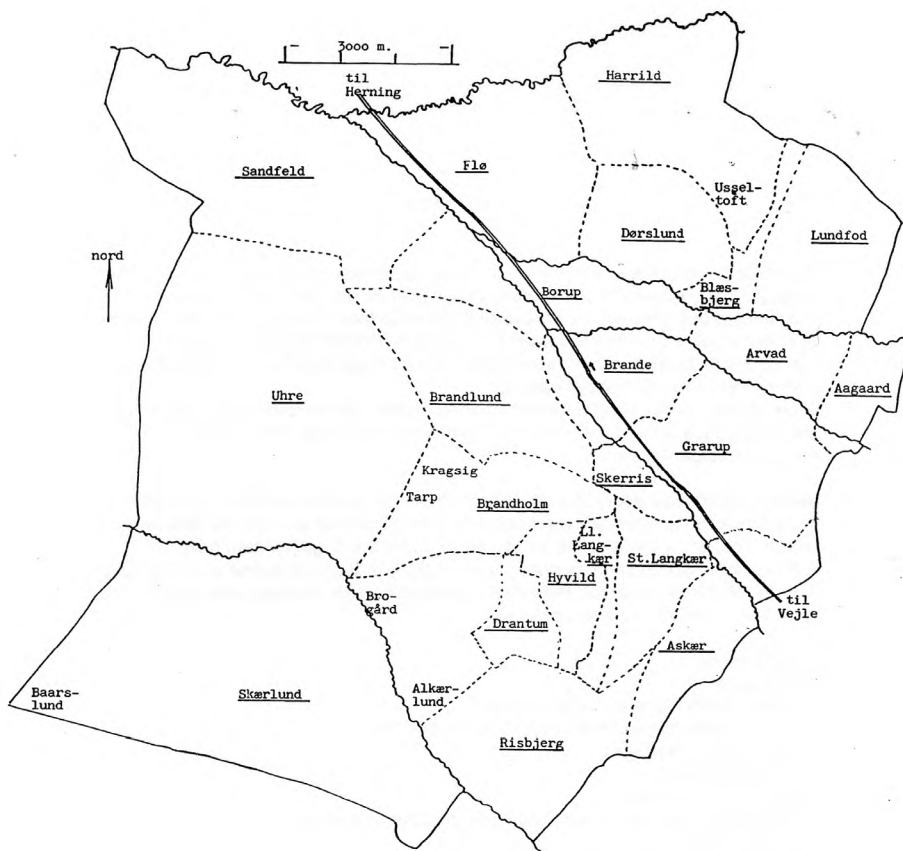 3000 m.
til
Herning
Harrild
Sandfeld
Flø
Ussel-
toft
Dørslund
Lundfod
nord
Blæs-
bjerg
Borup
Arvad
Brande
Aagaard
Uhre
Brandlund
Grarup
Kragsig
Skerris
Tarp
Brandholm
Ll.
Lang-
kær
St.Langkær
Hyvild
Bro-
gård
til
Vejle
Drantum
Askær
Baars-
lund
Skærlund
Alkær-
lund
Risbjerg